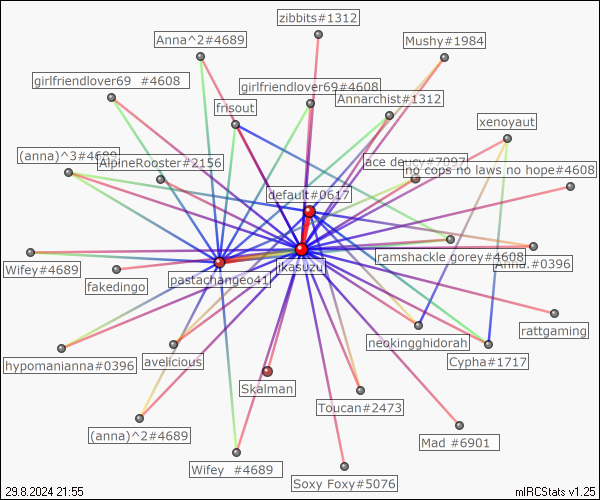 zibbits#1312
Anna^2#4689
Mushy#1984
girlfriendlover69 #4608
girlfriendlover69#4608
Annarchist#1312
frisout
xenoyaut
(anna)^3#4689
AlpineRooster#2156
ace deucy#7097
no cops no laws no hope#4608
default#0617
ramshackle gorey#4608
Anna.#0396
Wifey#4689
fakedingo
pastachangeo41
jkasuzu
rattgaming
hypomanianna#0396
avelicious
neokingghidorah
Cypha#1717
Skalman
Toucan#2473
(anna)^2#4689
Mad #6901
Wifey #4689
Soxy Foxy#5076
29.8.2024 21:55
mIRCStats v1.25